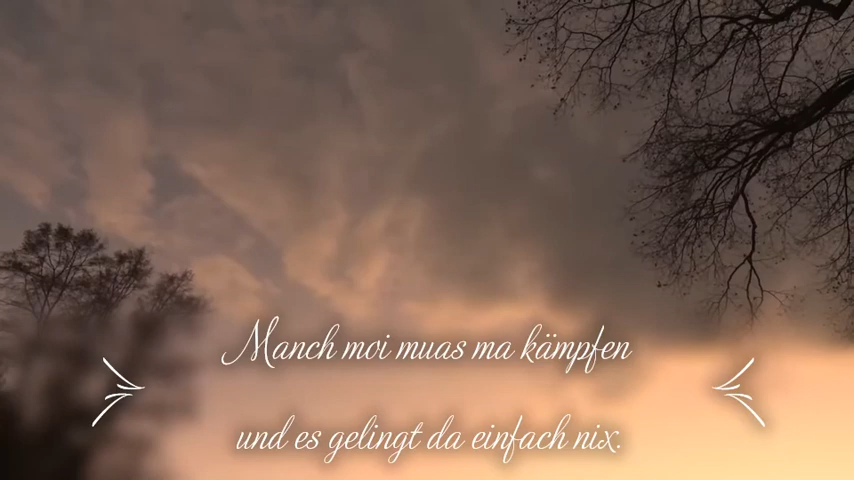 Manch moi muas ma kämpfen
und es gelingt da einfach nix.